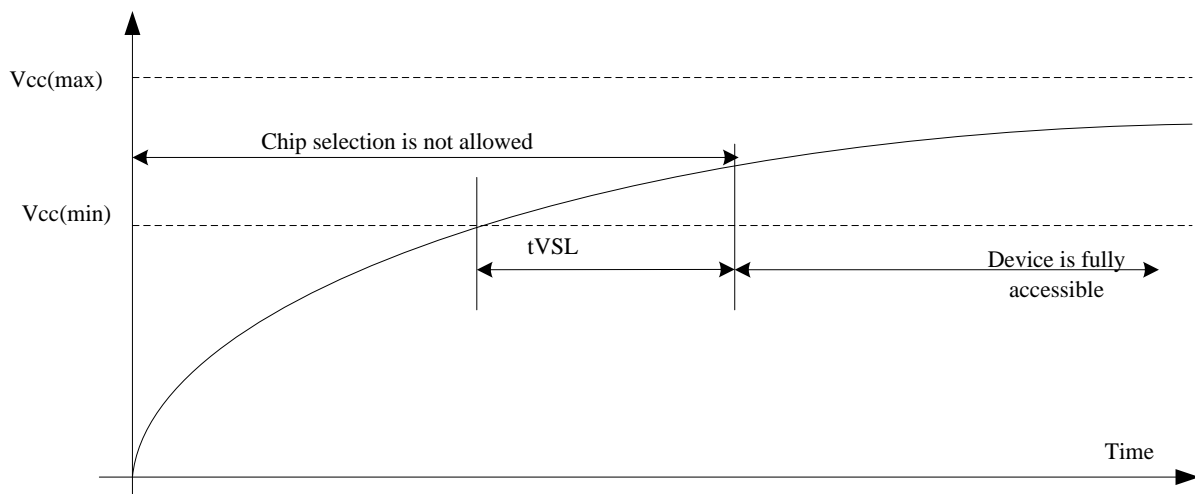 Vcc(max)
Chip selection is not allowed
Vcc(min)
tVSL
Device is fully
accessible
Time